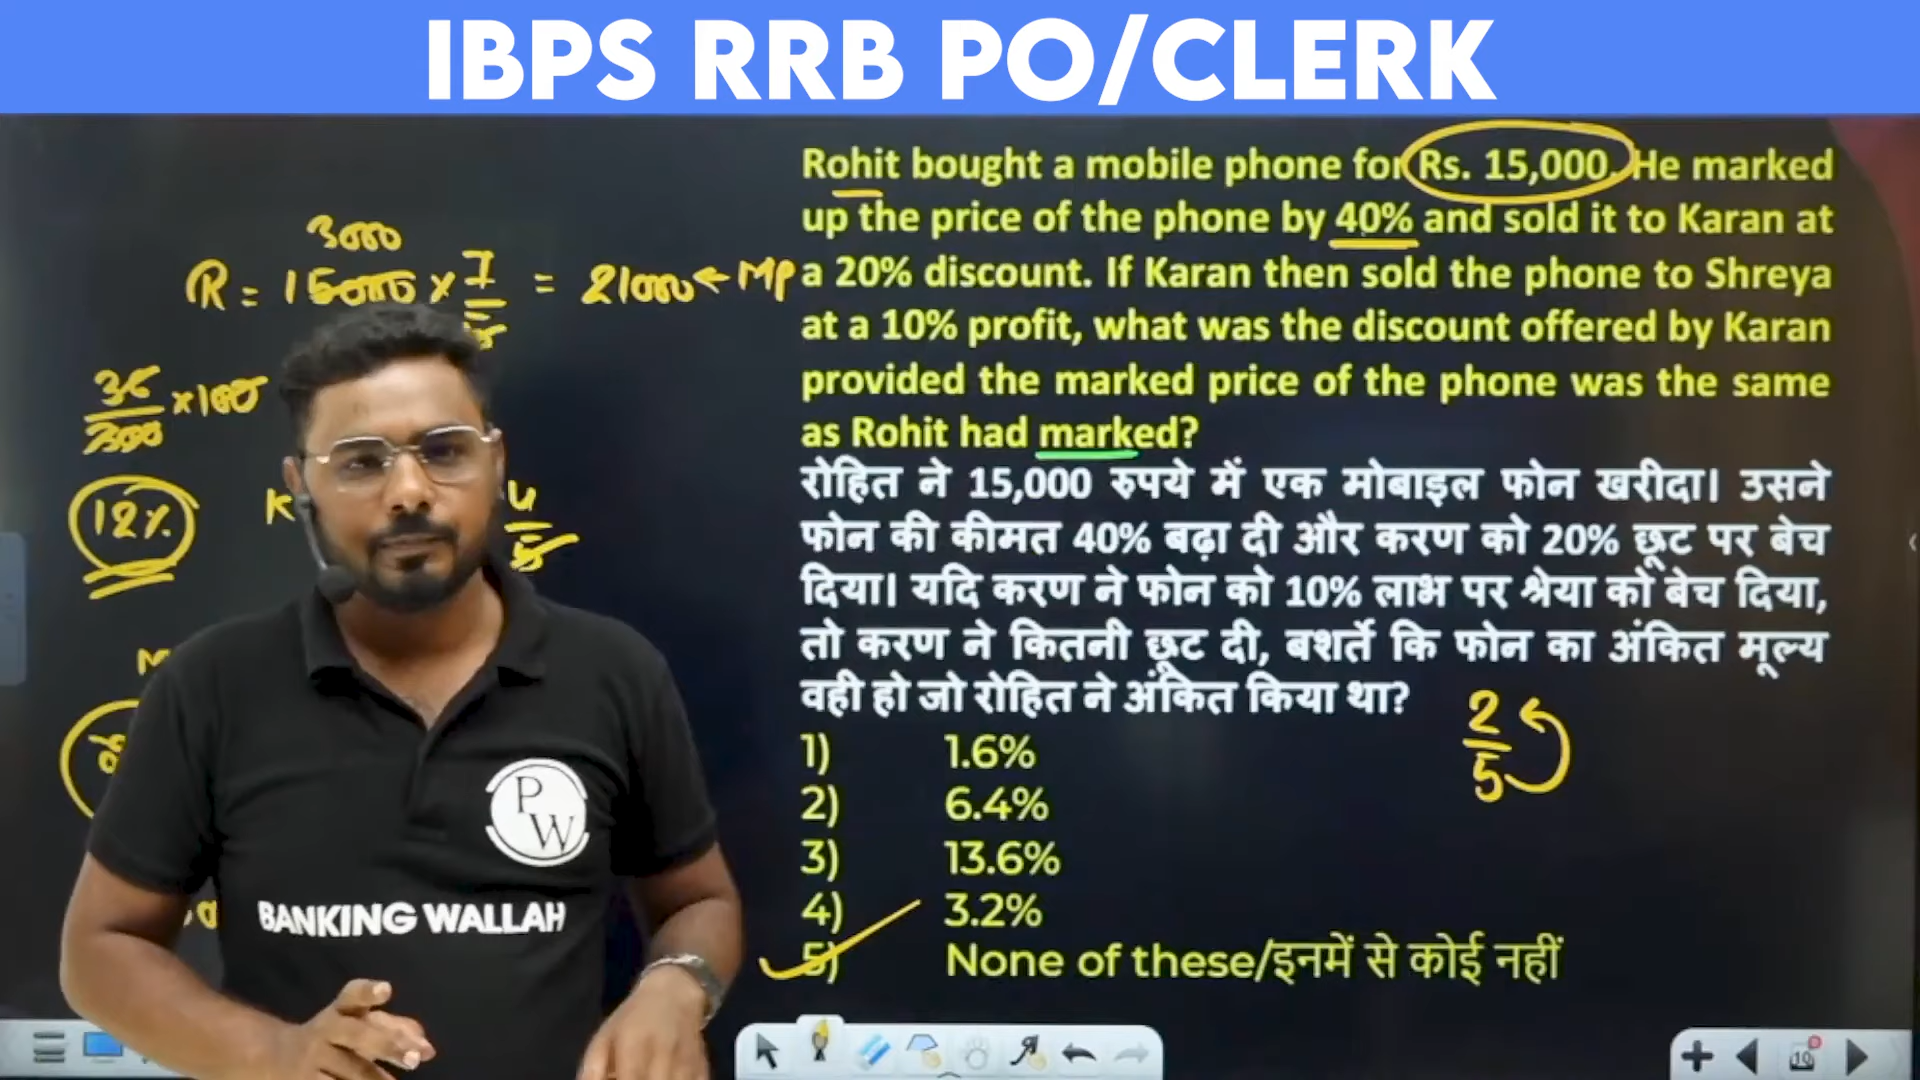 IBPS RRB PO/CLERK
Rohit bought a mobile phone for Rs. 15,000. He marked
up the price of the phone by 40% and sold it to Karan at
a 20% discount. If Karan then sold the phone to Shreya
at a 10% profit, what was the discount offered by Karan
provided the marked price of the phone was the same
as Rohit had marked?
रोहित ने 15,000 रुपये में एक मोबाइल फोन खरीदा। उसने
फोन की कीमत 40% बढ़ा दी और करण को 20% छूट पर बेच
दिया। यदि करण ने फोन को 10% लाभ पर श्रेया को बेच दिया,
तो करण ने कितनी छूट दी, बशर्ते कि फोन का अंकित मूल्य
वही हो जो रोहित ने अंकित किया था?
1) 1.6%
2) 6.4%
3) 13.6%
4) 3.2%
5) None of these/इनमें से कोई नहीं
2
5
3000
R = 15000 × 7 = 21000 ← MP
5
36
300
×100
12%
K
4
5
PW
BANKING WALLAH